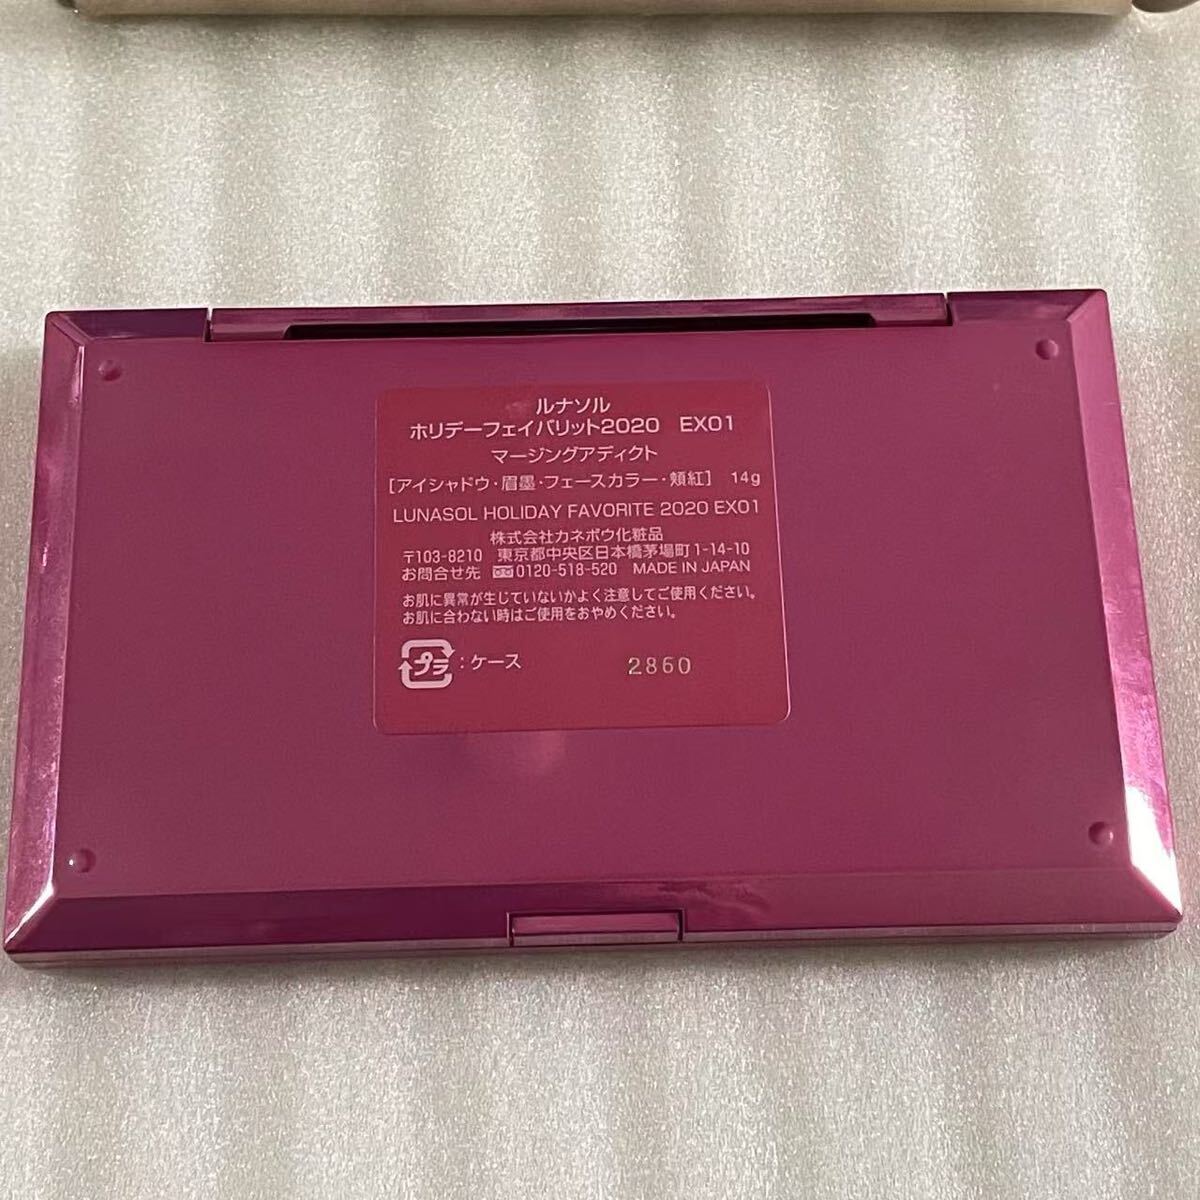 ルナソル
ホリデーフェイバリット2020 EX01
マージングアディクト
[アイシャドウ・眉墨・フェースカラー・頬紅] 14g
LUNASOL HOLIDAY FAVORITE 2020 EX01
株式会社カネボウ化粧品
〒103-8210 東京都中央区日本橋茅場町1-14-10
お問合せ先 0120-518-520 MADE IN JAPAN
お肌に異常が生じていないかよく注意してご使用ください。
お肌に合わない時はご使用をおやめください。
プラ : ケース 2860